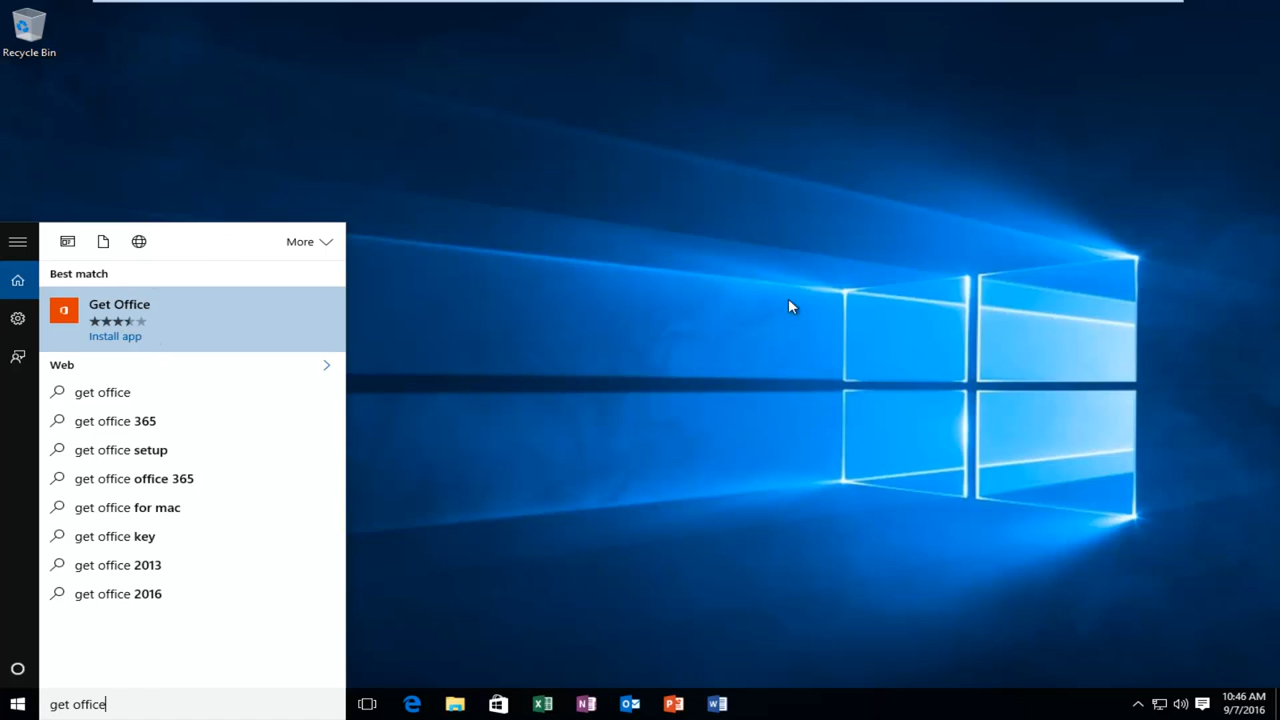 Recycle Bin
More
Best match
Get Office
Install app
Web
get office
get office 365
get office setup
get office office 365
get office for mac
get office key
get office 2013
get office 2016
get office
10:46 AM
9/7/2016